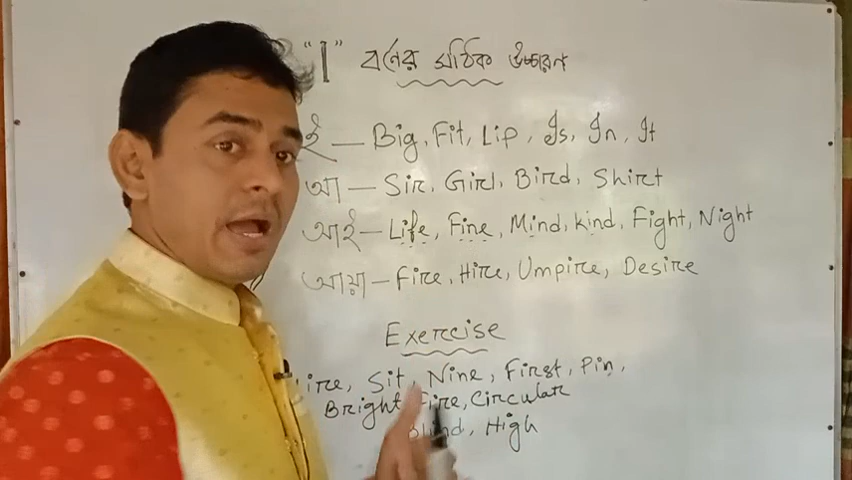 "I" বর্নের সঠিক উচ্চারণ
ই — Big, Fit, Lip, Is, In, It
আ — Sir, Girl, Bird, Shirt
আই — Life, Fine, Mind, kind, Fight, Night
আয়া — Fire, Hire, Umpire, Desire
Exercise
Sit, Nine, First, Pin,
Bright, Fire, Circular
Blind, High